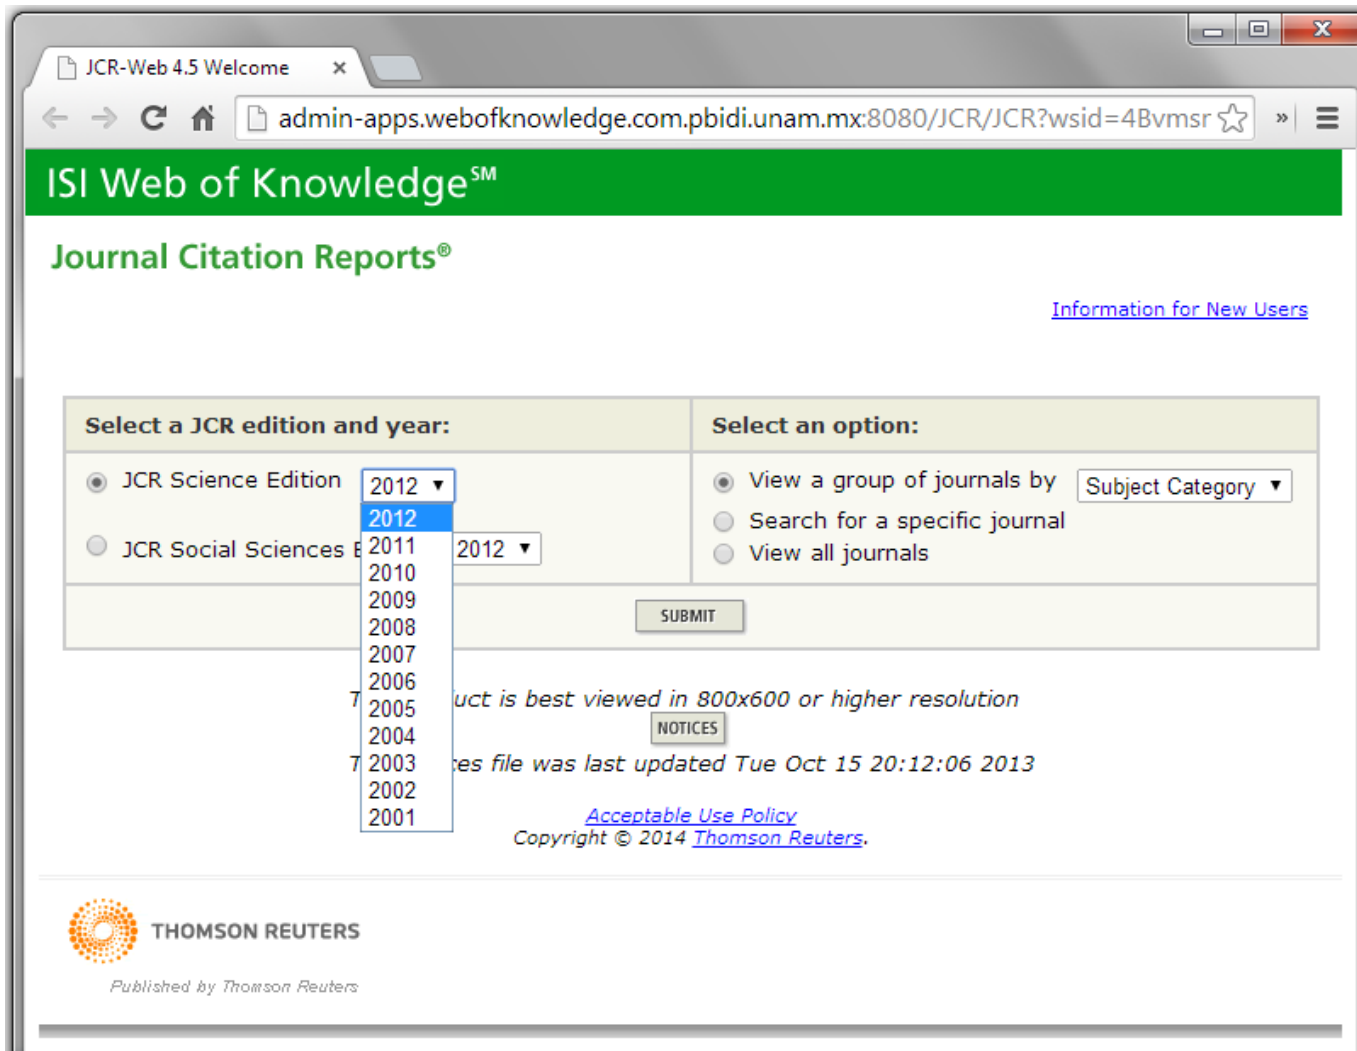 JCR-Web 4.5 Welcome
admin-apps.webofknowledge.com.pbidi.unam.mx:8080/JCR/JCR?wsid=4Bvmsr
ISI Web of Knowledge℠
Journal Citation Reports®
Information for New Users
Select a JCR edition and year:
Select an option:
JCR Science Edition 2012
View a group of journals by Subject Category
Search for a specific journal
JCR Social Sciences 2012
View all journals
2012
2011
2010
2009
2008
2007
2006
2005
2004
2003
2002
2001
SUBMIT
is best viewed in 800x600 or higher resolution
NOTICES
file was last updated Tue Oct 15 20:12:06 2013
Acceptable Use Policy
Copyright © 2014 Thomson Reuters.
THOMSON REUTERS
Published by Thomson Reuters